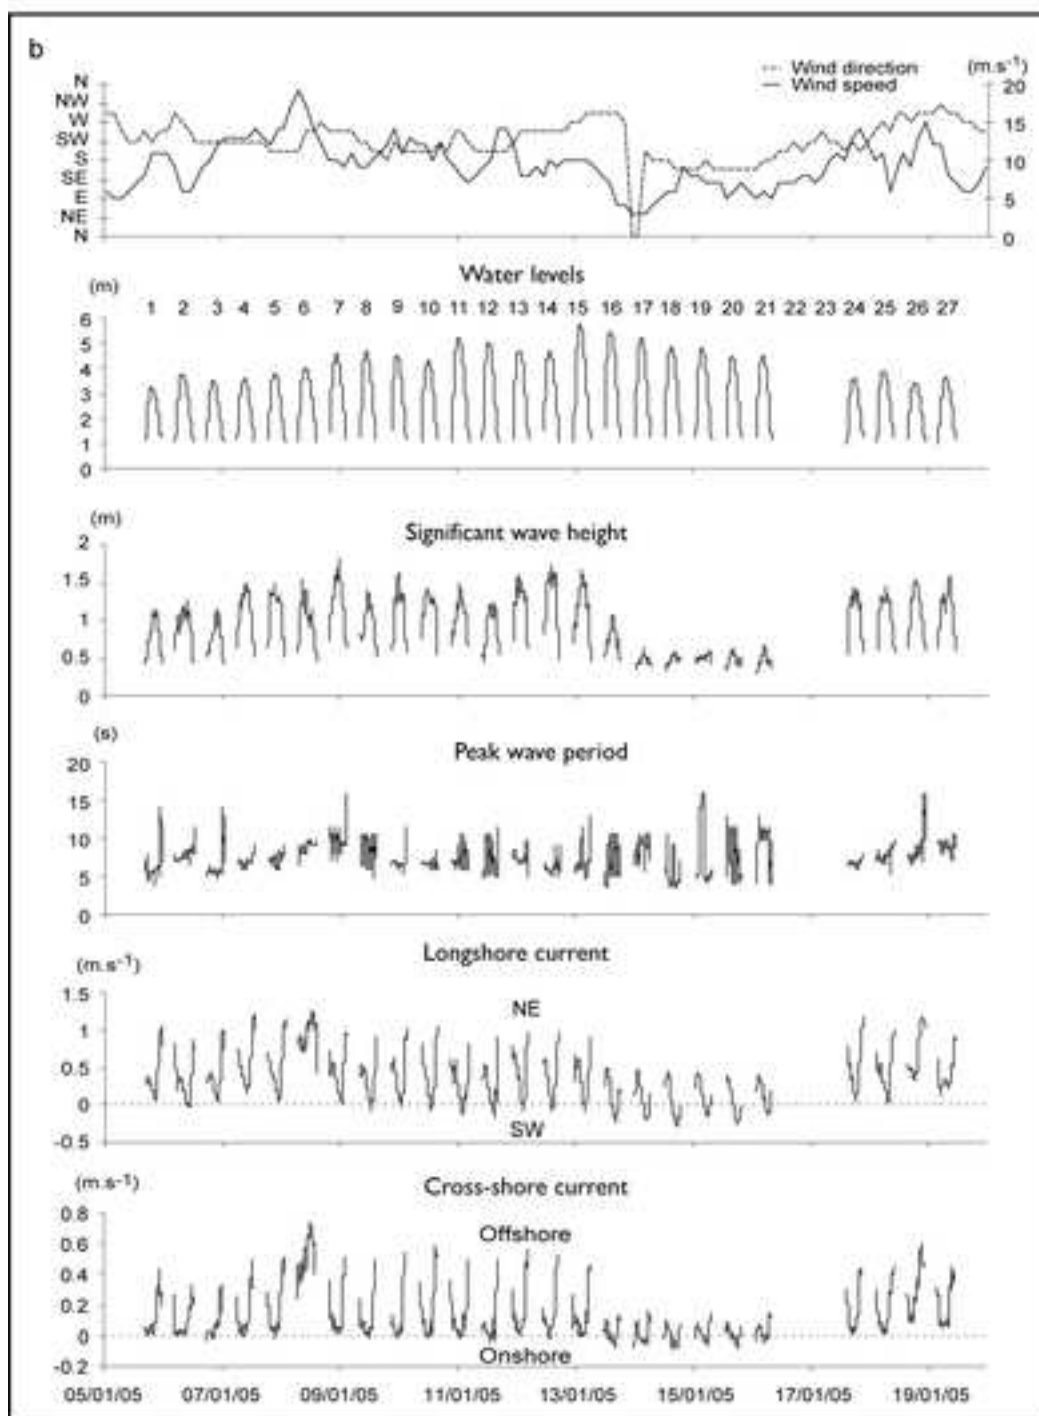 b
N
NW
W
SW
S
SE
E
NE
N
Wind direction
Wind speed
(m.s-1)
20
15
10
5
0
Water levels
(m)
1 2 3 4 5 6 7 8 9 10 11 12 13 14 15 16 17 18 19 20 21 22 23 24 25 26 27
6
5
4
3
2
1
0
Significant wave height
(m)
2
1.5
1
0.5
0
Peak wave period
(s)
20
15
10
5
0
Longshore current
(m.s-1)
1.5
1
0.5
0
-0.5
NE
SW
Cross-shore current
(m.s-1)
0.8
0.6
0.4
0.2
0
-0.2
Offshore
Onshore
05/01/05 07/01/05 09/01/05 11/01/05 13/01/05 15/01/05 17/01/05 19/01/05